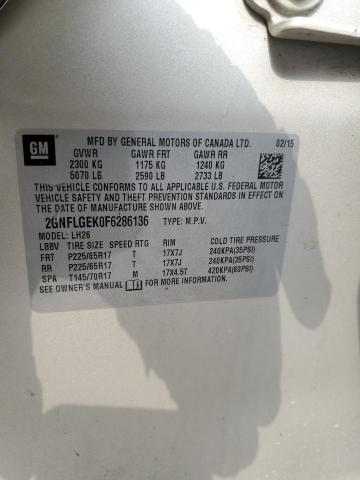 GM
MFD BY GENERAL MOTORS OF CANADA LTD. 02/15
GVWR GAWR FRT GAWR RR
2300 KG 1175 KG 1240 KG
5070 LB 2590 LB 2733 LB
THIS VEHICLE CONFORMS TO ALL APPLICABLE U.S. FEDERAL MOTOR
VEHICLE SAFETY, BUMPER, AND THEFT PREVENTION STANDARDS IN EFFECT ON
THE DATE OF MANUFACTURE SHOWN ABOVE.
2GNFLGEK0F6286136 TYPE: M.P.V.
MODEL: LH26
LBBV TIRE SIZE SPEED RTG RIM COLD TIRE PRESSURE
FRT P225/65R17 T 17X7J 240KPA(35PSI)
RR P225/65R17 T 17X7J 240KPA(35PSI)
SPA T145/70R17 M 17X4.5T 420KPA(60PSI)
SEE OWNER'S MANUAL FOR MORE INFORMATION.